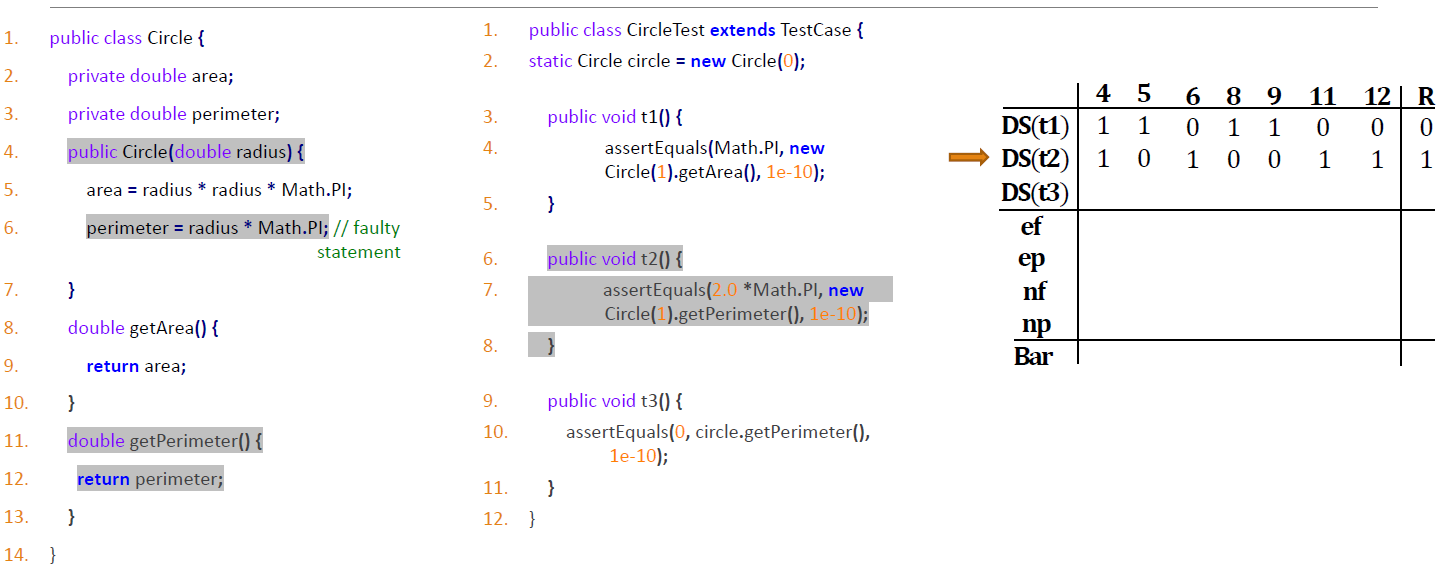 1. public class Circle {
2. private double area;
3. private double perimeter;
4. public Circle(double radius) {
5. area = radius * radius * Math.PI;
6. perimeter = radius * Math.PI; // faulty
statement
7. }
8. double getArea() {
9. return area;
10. }
11. double getPerimeter() {
12. return perimeter;
13. }
14. }
1. public class CircleTest extends TestCase {
2. static Circle circle = new Circle(0);
3. public void t1() {
4. assertEquals(Math.PI, new
Circle(1).getArea(), 1e-10);
5. }
6. public void t2() {
7. assertEquals(2.0 *Math.PI, new
Circle(1).getPerimeter(), 1e-10);
8. }
9. public void t3() {
10. assertEquals(0, circle.getPerimeter(),
1e-10);
11. }
12. }
4 5 6 8 9 11 12 R
DS(t1) 1 1 0 1 1 0 0 0
DS(t2) 1 0 1 0 0 1 1 1
DS(t3)
ef
ep
nf
np
Bar